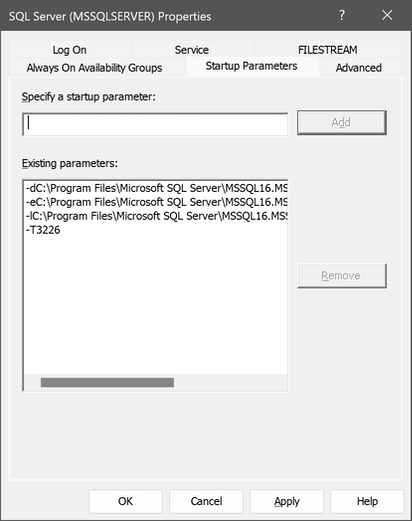 SQL Server (MSSQLSERVER) Properties ? ×
Log On Service FILESTREAM
Always On Availability Groups Startup Parameters Advanced
Specify a startup parameter:
Add
Existing parameters:
-dC:\Program Files\Microsoft SQL Server\MSSQL16.MS
-eC:\Program Files\Microsoft SQL Server\MSSQL16.MS
-lC:\Program Files\Microsoft SQL Server\MSSQL16.MSS
-T3226
Remove
OK Cancel Apply Help